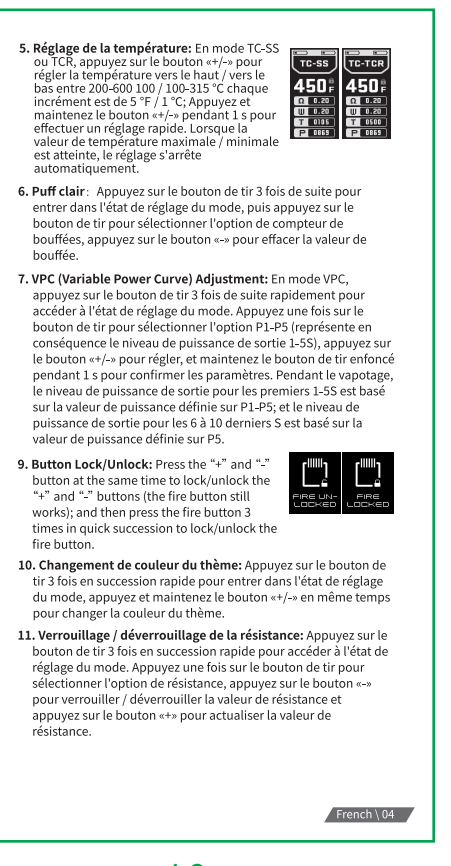 5. Réglage de la température: En mode TC-SS
ou TCR, appuyez sur le bouton «+/-» pour
régler la température vers le haut / vers le
bas entre 200-600 100 / 100-315 °C chaque
incrément est de 5 °F / 1 °C; Appuyez et
maintenez le bouton «+/-» pendant 1 s pour
effectuer un réglage rapide. Lorsque la
valeur de température maximale / minimale
est atteinte, le réglage s'arrête
automatiquement.
TC-SS
450 F
Ω 0.20
W 0.20
T 0105
P 0869
TC-TCR
450 F
Ω 0.20
W 0.20
T 0500
P 0869
6. Puff clair: Appuyez sur le bouton de tir 3 fois de suite pour
entrer dans l'état de réglage du mode, puis appuyez sur le
bouton de tir pour sélectionner l'option de compteur de
bouffées, appuyez sur le bouton «-» pour effacer la valeur de
bouffée.
7. VPC (Variable Power Curve) Adjustment: En mode VPC,
appuyez sur le bouton de tir 3 fois de suite rapidement pour
accéder à l'état de réglage du mode. Appuyez une fois sur le
bouton de tir pour sélectionner l'option P1-P5 (représente en
conséquence le niveau de puissance de sortie 1-5S), appuyez sur
le bouton «+/-» pour régler, et maintenez le bouton de tir enfoncé
pendant 1 s pour confirmer les paramètres. Pendant le vapotage,
le niveau de puissance de sortie pour les premiers 1-5S est basé
sur la valeur de puissance définie sur P1-P5; et le niveau de
puissance de sortie pour les 6 à 10 derniers S est basé sur la
valeur de puissance définie sur P5.
9. Button Lock/Unlock: Press the “+” and “-”
button at the same time to lock/unlock the
“+” and “-” buttons (the fire button still
works); and then press the fire button 3
times in quick succession to lock/unlock the
fire button.
FIRE UN-
LOCKED
FIRE
LOCKED
10. Changement de couleur du thème: Appuyez sur le bouton de
tir 3 fois en succession rapide pour entrer dans l'état de réglage
du mode, appuyez et maintenez le bouton «+/-» en même temps
pour changer la couleur du thème.
11. Verrouillage / déverrouillage de la résistance: Appuyez sur le
bouton de tir 3 fois en succession rapide pour accéder à l'état de
réglage du mode. Appuyez une fois sur le bouton de tir pour
sélectionner l'option de résistance, appuyez sur le bouton «-»
pour verrouiller / déverrouiller la valeur de résistance et
appuyez sur le bouton «+» pour actualiser la valeur de
résistance.
French \ 04